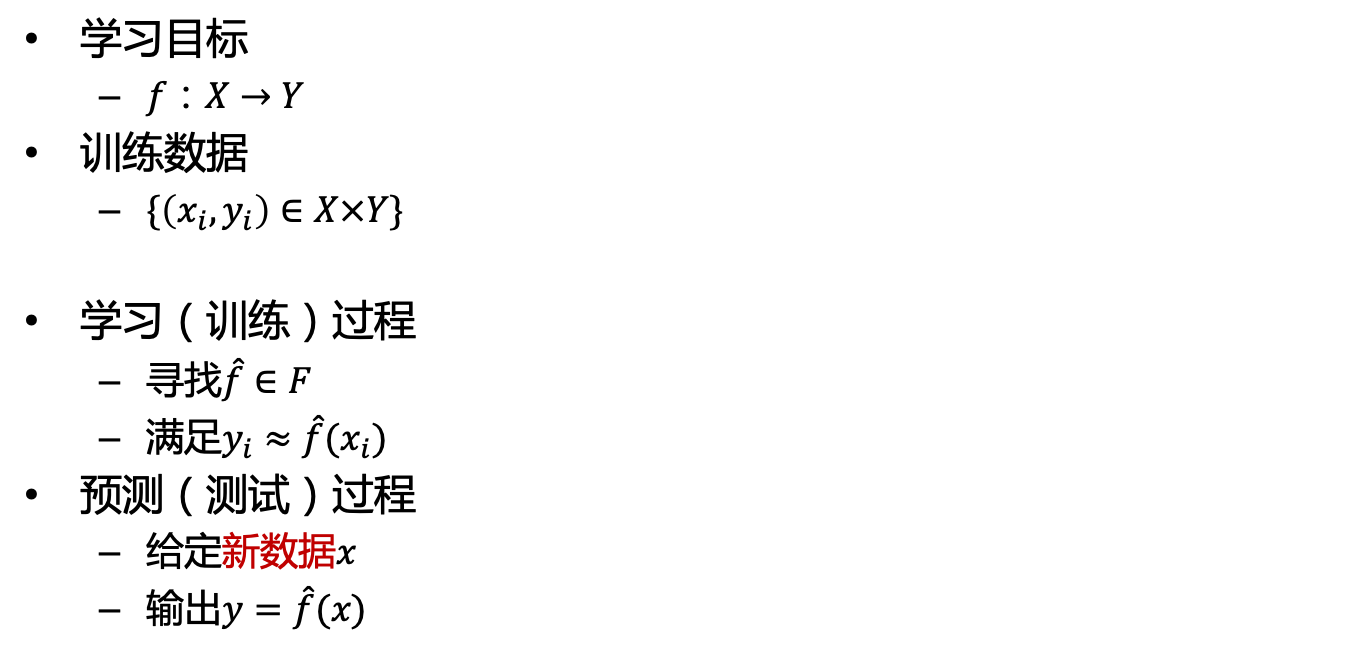 • 学习目标
– f : X → Y
• 训练数据
– {(xᵢ, yᵢ) ∈ X×Y}
• 学习（训练）过程
– 寻找f̂ ∈ F
– 满足yᵢ ≈ f̂(xᵢ)
• 预测（测试）过程
– 给定新数据x
– 输出y = f̂(x)